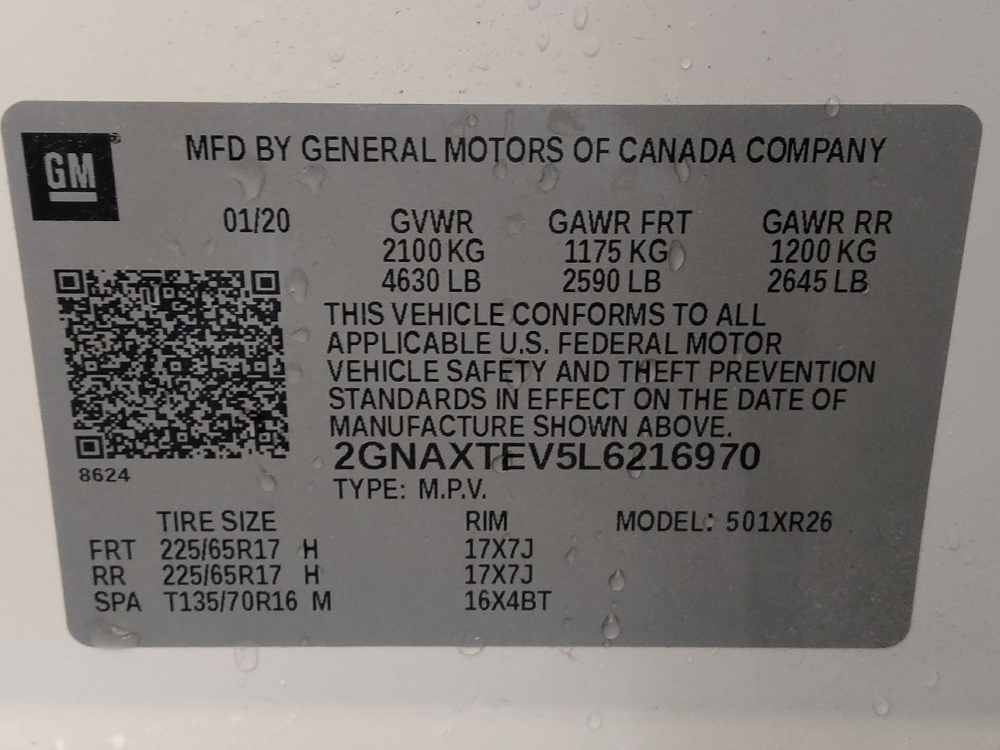 GM®
MFD BY GENERAL MOTORS OF CANADA COMPANY
01/20 GVWR GAWR FRT GAWR RR
2100 KG 1175 KG 1200 KG
4630 LB 2590 LB 2645 LB
THIS VEHICLE CONFORMS TO ALL
APPLICABLE U.S. FEDERAL MOTOR
VEHICLE SAFETY AND THEFT PREVENTION
STANDARDS IN EFFECT ON THE DATE OF
MANUFACTURE SHOWN ABOVE.
2GNAXTEV5L6216970
8624
TYPE: M.P.V.
TIRE SIZE RIM MODEL: 501XR26
FRT 225/65R17 H 17X7J
RR 225/65R17 H 17X7J
SPA T135/70R16 M 16X4BT